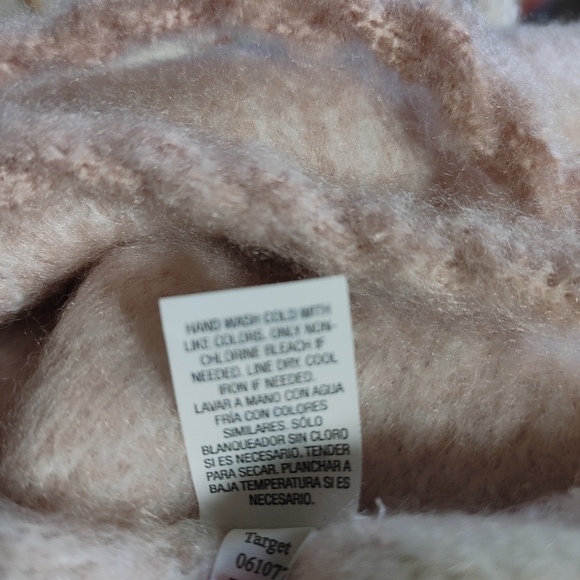 HAND WASH COLD WITH
LIKE COLORS. ONLY NON-
CHLORINE BLEACH IF
NEEDED. LINE DRY. COOL
IRON IF NEEDED.
LAVAR A MANO CON AGUA
FRÍA CON COLORES
SIMILARES. SÓLO
BLANQUEADOR SIN CLORO
SI ES NECESARIO. TENDER
PARA SECAR. PLANCHAR A
BAJA TEMPERATURA SI ES
NECESARIO.
Target
06107